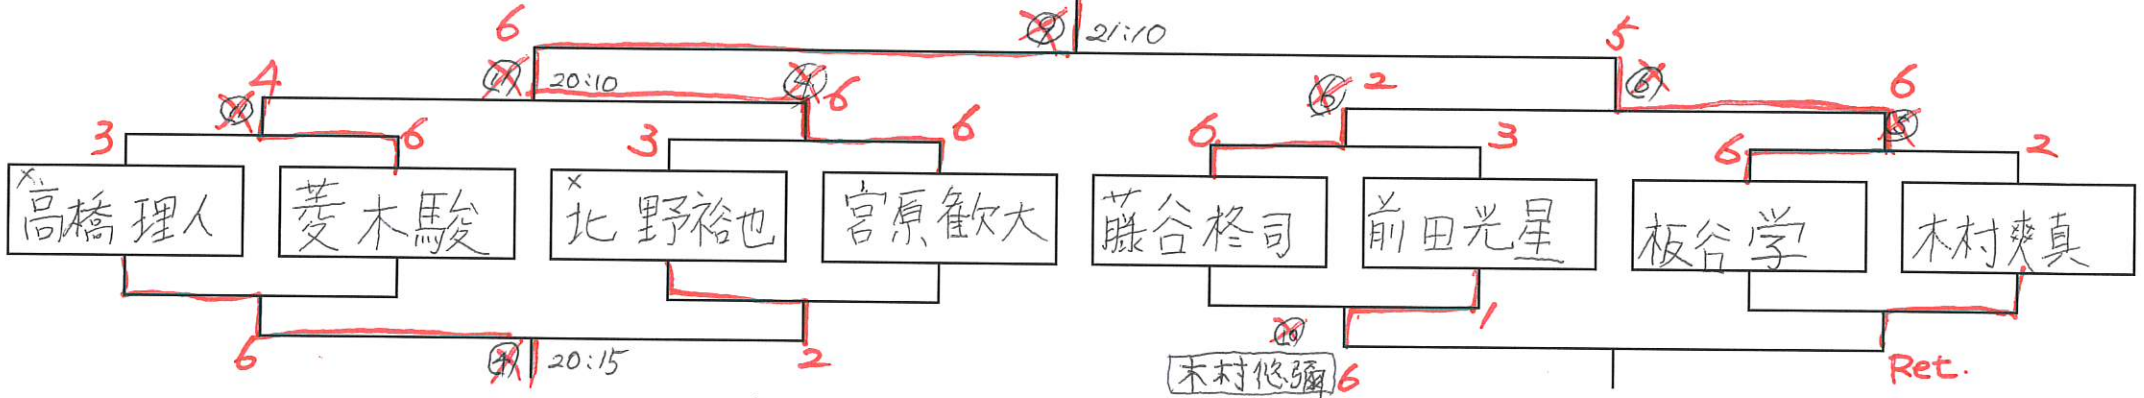 6 21:10 5
4 20:10 6 2 6
3 6 3 6 6 3 6 2
高橋理人 菱木駿 北野裕也 宮原歓大 藤谷柊司 前田光星 板谷学 木村爽真
6 20:15 2 1
木村悠彌 6 Ret.